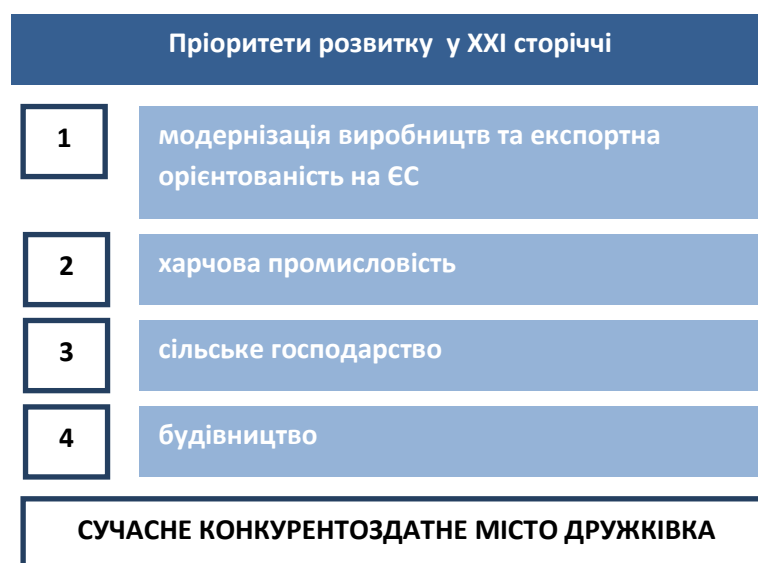 Пріоритети розвитку у ХХІ сторіччі
1
модернізація виробництв та експортна
орієнтованість на ЄС
2
харчова промисловість
3
сільське господарство
4
будівництво
СУЧАСНЕ КОНКУРЕНТОЗДАТНЕ МІСТО ДРУЖКІВКА